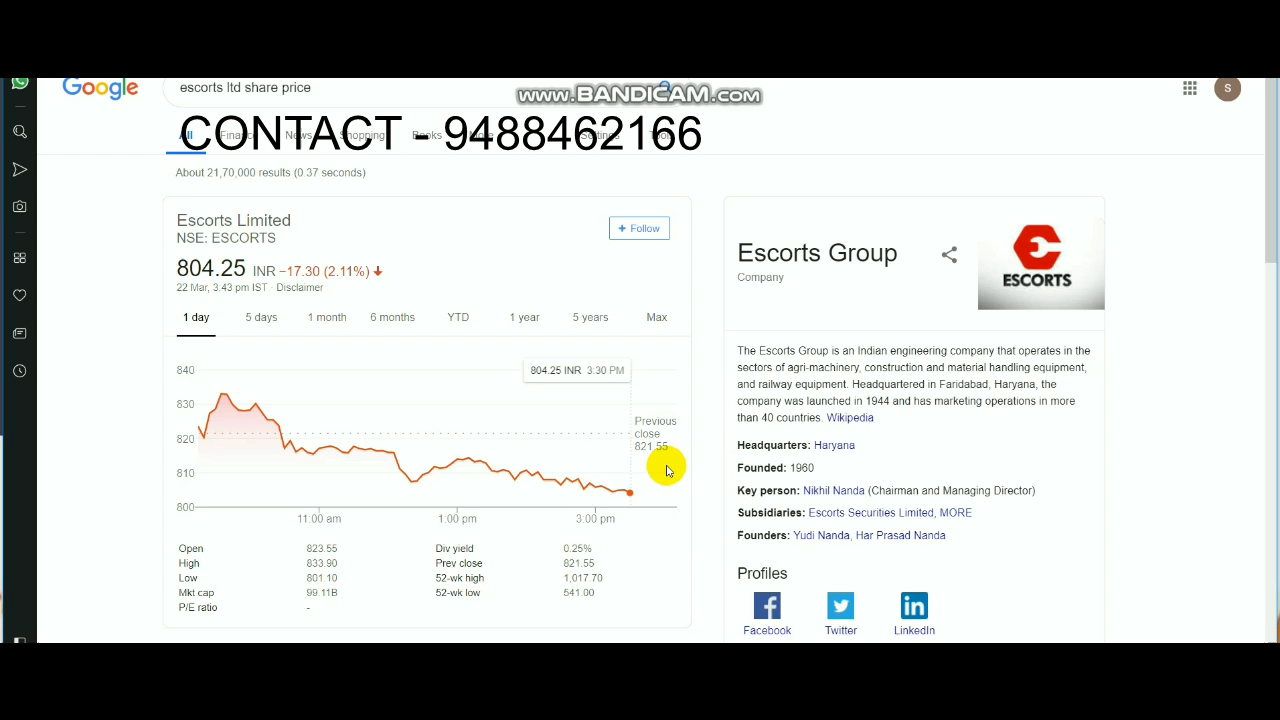 Google
escorts ltd share price
www.BANDICAM.com
S
CONTACT - 9488462166
All Finance News Shopping Books More Settings Tools
About 21,70,000 results (0.37 seconds)
Escorts Limited
NSE: ESCORTS
+ Follow
804.25 INR −17.30 (2.11%)
22 Mar, 3.43 pm IST · Disclaimer
1 day 5 days 1 month 6 months YTD 1 year 5 years Max
804.25 INR 3:30 PM
840
830
820
810
800
Previous
close
821.55
11:00 am 1:00 pm 3:00 pm
Open 823.55 Div yield 0.25%
High 833.90 Prev close 821.55
Low 801.10 52-wk high 1,017.70
Mkt cap 99.11B 52-wk low 541.00
P/E ratio -
Escorts Group
Company
ESCORTS
The Escorts Group is an Indian engineering company that operates in the
sectors of agri-machinery, construction and material handling equipment,
and railway equipment. Headquartered in Faridabad, Haryana, the
company was launched in 1944 and has marketing operations in more
than 40 countries. Wikipedia
Headquarters: Haryana
Founded: 1960
Key person: Nikhil Nanda (Chairman and Managing Director)
Subsidiaries: Escorts Securities Limited, MORE
Founders: Yudi Nanda, Har Prasad Nanda
Profiles
Facebook Twitter LinkedIn